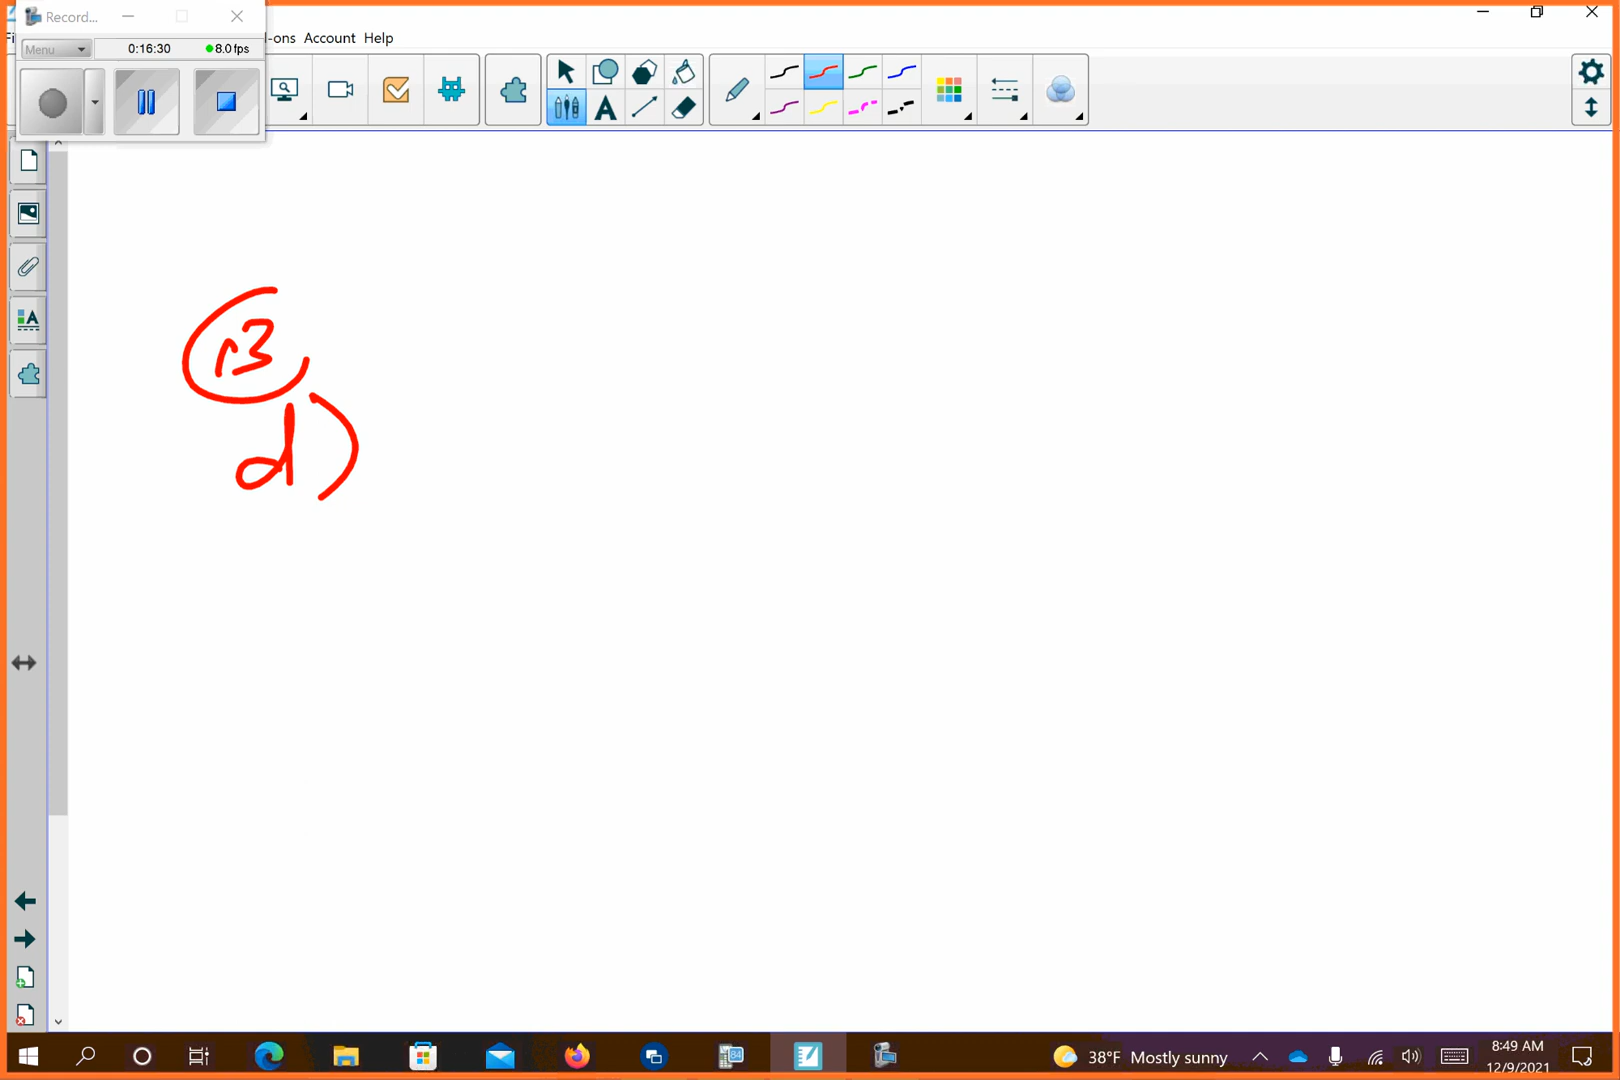 Record...
Menu 0:16:30 8.0 fps
Account Help
13
d)
38°F Mostly sunny
8:49 AM
12/9/2021